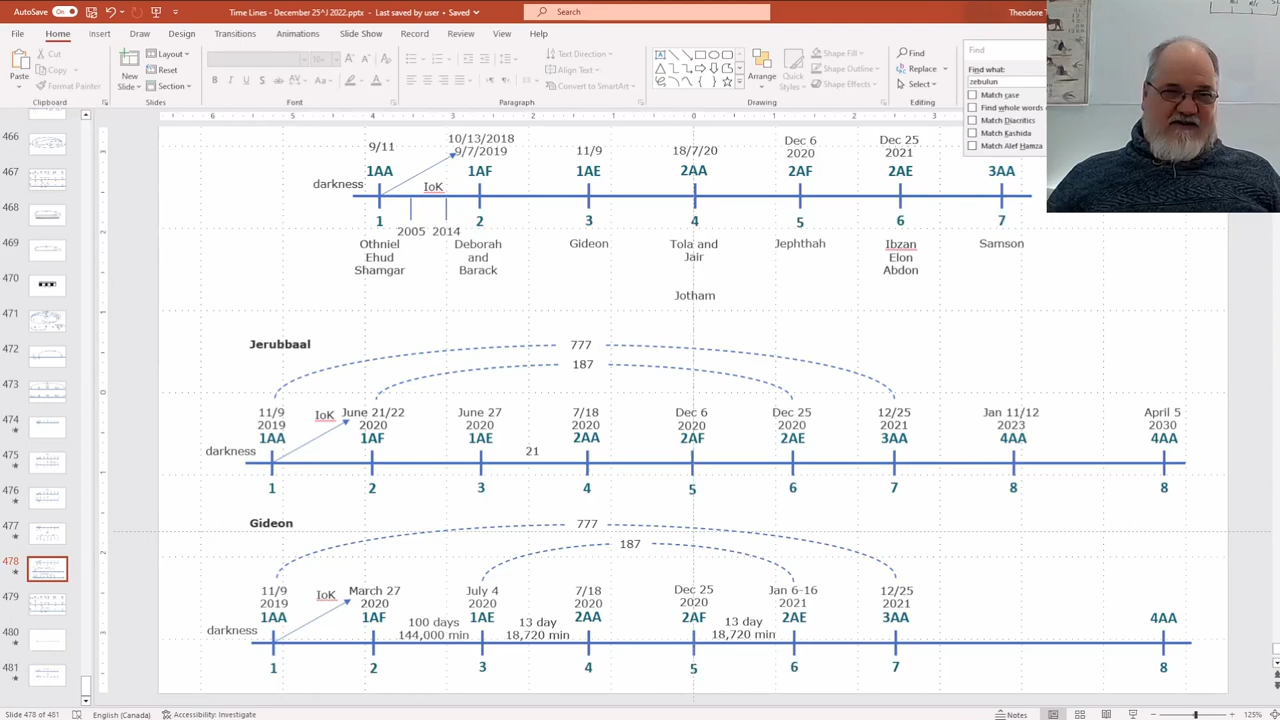 AutoSave On Time Lines - December 25^J 2022.pptx • Last saved by user • Saved Search Theodore
File Home Insert Draw Design Transitions Animations Slide Show Record Review View Help
Paste Cut Copy Format Painter Clipboard
New Slide Layout Reset Section Slides
Font
Text Direction Align Text Convert to SmartArt Paragraph
Arrange Quick Styles Shape Fill Shape Outline Shape Effects Drawing
Find Replace Select Editing
Find
Find what:
zebulun
Match case
Find whole words
Match Diacritics
Match Kashida
Match Alef Hamza
466
467
468
469
470
471
472
473
474
475
476
477
478
479
480
481
9/11 10/13/2018 9/7/2019 11/9 18/7/20 Dec 6 2020 Dec 25 2021
1AA 1AF 1AE 2AA 2AF 2AE 3AA
darkness IoK
1 2 3 4 5 6 7
2005 2014
Othniel Ehud Shamgar
Deborah and Barack
Gideon
Tola and Jair
Jephthah
Ibzan Elon Abdon
Samson
Jotham
Jerubbaal
777
187
11/9 2019 IoK June 21/22 2020 June 27 2020 7/18 2020 Dec 6 2020 Dec 25 2020 12/25 2021 Jan 11/12 2023 April 5 2030
1AA 1AF 1AE 2AA 2AF 2AE 3AA 4AA 4AA
darkness 21
1 2 3 4 5 6 7 8 8
Gideon
777
187
11/9 2019 IoK March 27 2020 July 4 2020 7/18 2020 Dec 25 2020 Jan 6-16 2021 12/25 2021
1AA 1AF 1AE 2AA 2AF 2AE 3AA 4AA
darkness 100 days 144,000 min 13 day 18,720 min 13 day 18,720 min
1 2 3 4 5 6 7 8
Slide 478 of 481 English (Canada) Accessibility: Investigate Notes 125%